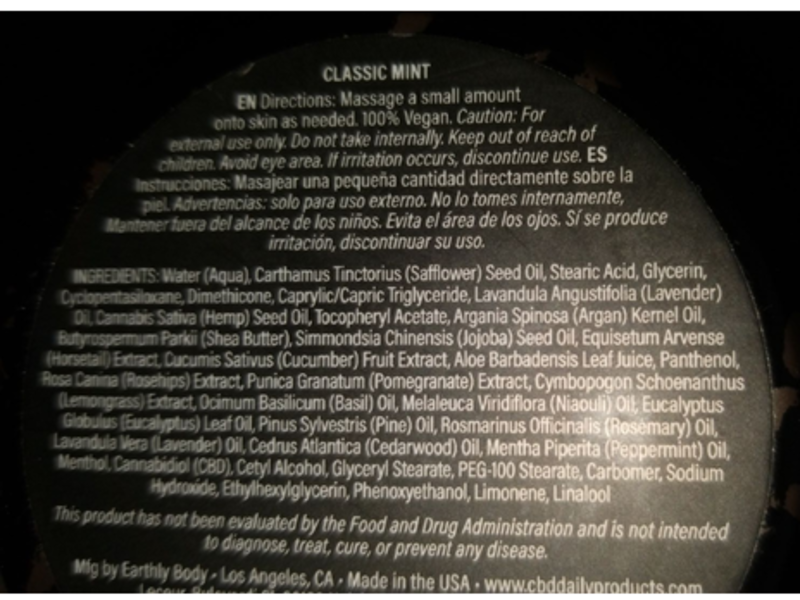 CLASSIC MINT
EN Directions: Massage a small amount
onto skin as needed. 100% Vegan. Caution: For
external use only. Do not take internally. Keep out of reach of
children. Avoid eye area. If irritation occurs, discontinue use. ES
Instrucciones: Masajear una pequeña cantidad directamente sobre la
piel. Advertencias: solo para uso externo. No lo tomes internamente,
Mantener fuera del alcance de los niños. Evita el área de los ojos. Sí se produce
irritación, discontinuar su uso.
INGREDIENTS: Water (Aqua), Carthamus Tinctorius (Safflower) Seed Oil, Stearic Acid, Glycerin,
Cyclopentasiloxane, Dimethicone, Caprylic/Capric Triglyceride, Lavandula Angustifolia (Lavender)
Oil, Cannabis Sativa (Hemp) Seed Oil, Tocopheryl Acetate, Argania Spinosa (Argan) Kernel Oil,
Butyrospermum Parkii (Shea Butter), Simmondsia Chinensis (Jojoba) Seed Oil, Equisetum Arvense
(Horsetail) Extract, Cucumis Sativus (Cucumber) Fruit Extract, Aloe Barbadensis Leaf Juice, Panthenol,
Rosa Canina (Rosehips) Extract, Punica Granatum (Pomegranate) Extract, Cymbopogon Schoenanthus
(Lemongrass) Extract, Ocimum Basilicum (Basil) Oil, Melaleuca Viridiflora (Niaouli) Oil, Eucalyptus
Globulus (Eucalyptus) Leaf Oil, Pinus Sylvestris (Pine) Oil, Rosmarinus Officinalis (Rosemary) Oil,
Lavandula Vera (Lavender) Oil, Cedrus Atlantica (Cedarwood) Oil, Mentha Piperita (Peppermint) Oil,
Menthol, Cannabidiol (CBD), Cetyl Alcohol, Glyceryl Stearate, PEG-100 Stearate, Carbomer, Sodium
Hydroxide, Ethylhexylglycerin, Phenoxyethanol, Limonene, Linalool
This product has not been evaluated by the Food and Drug Administration and is not intended
to diagnose, treat, cure, or prevent any disease.
Mfg by Earthly Body • Los Angeles, CA • Made in the USA • www.cbddailyproducts.com